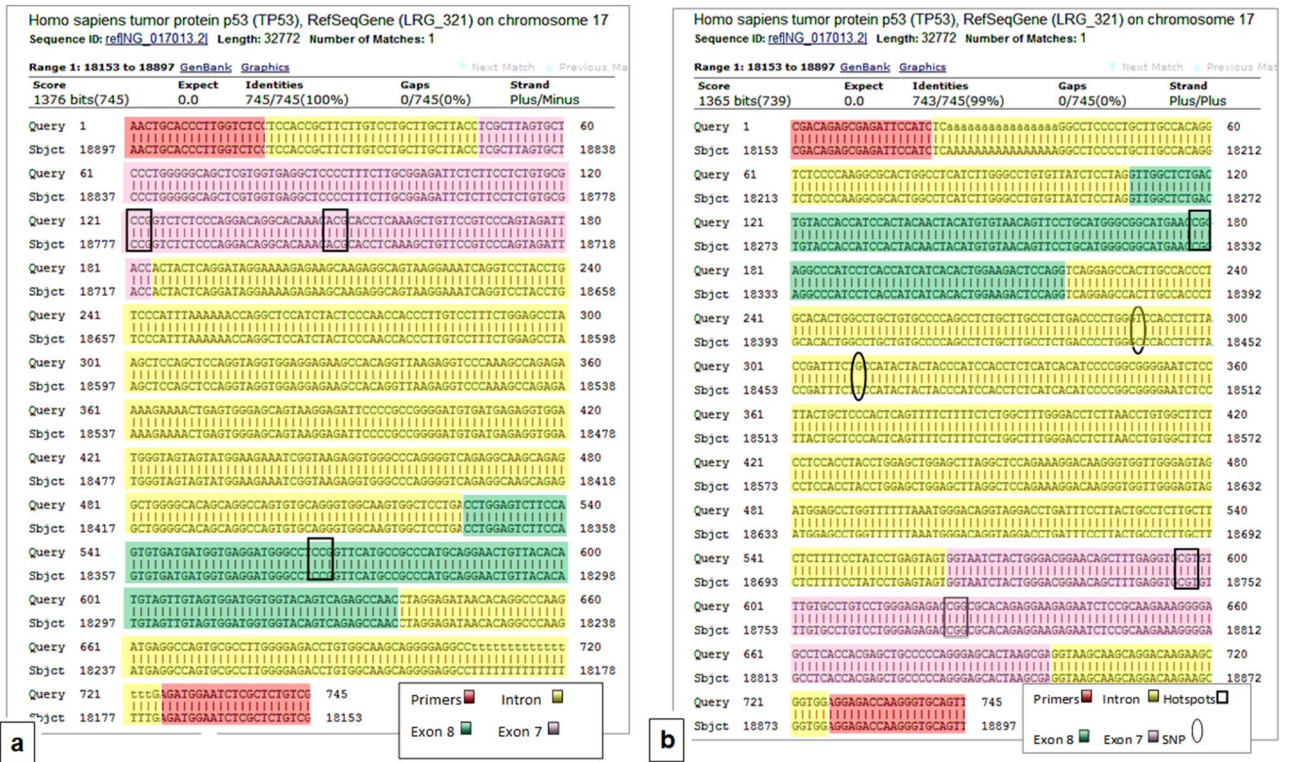 Homo sapiens tumor protein p53 (TP53), RefSeqGene (LRG_321) on chromosome 17
Sequence ID: ref|NG_017013.2| Length: 32772 Number of Matches: 1
Range 1: 18153 to 18897 GenBank Graphics Next Match Previous Ma
Score Expect Identities Gaps Strand
1376 bits(745) 0.0 745/745(100%) 0/745(0%) Plus/Minus
Query 1 AACTGCACCCTTGGTCTCCTCCACCGCTTCTTGTCCTGCTTGCTTACCTCGCTTAGTGCT 60
Sbjct 18897 AACTGCACCCTTGGTCTCCTCCACCGCTTCTTGTCCTGCTTGCTTACCTCGCTTAGTGCT 18838
Query 61 CCCTGGGGGCAGCTCGTGGTGAGGCTCCCCTTTCTTGCGGAGATTCTCTTCCTCTGTGCG 120
Sbjct 18837 CCCTGGGGGCAGCTCGTGGTGAGGCTCCCCTTTCTTGCGGAGATTCTCTTCCTCTGTGCG 18778
Query 121 CCGGTCTCTCCCAGGACAGGCACAAACACGCACCTCAAAGCTGTTCCGTCCCAGTAGATT 180
Sbjct 18777 CCGGTCTCTCCCAGGACAGGCACAAACACGCACCTCAAAGCTGTTCCGTCCCAGTAGATT 18718
Query 181 ACCACTACTCAGGATAGGAAAAGAGAAGCAAGAGGCAGTAAGGAAATCAGGTCCTACCTG 240
Sbjct 18717 ACCACTACTCAGGATAGGAAAAGAGAAGCAAGAGGCAGTAAGGAAATCAGGTCCTACCTG 18658
Query 241 TCCCATTTAAAAAACCAGGCTCCATCTACTCCCAACCACCCTTGTCCTTTCTGGAGCCTA 300
Sbjct 18657 TCCCATTTAAAAAACCAGGCTCCATCTACTCCCAACCACCCTTGTCCTTTCTGGAGCCTA 18598
Query 301 AGCTCCAGCTCCAGGTAGGTGGAGGAGAAGCCACAGGTTAAGAGGTCCCAAAGCCAGAGA 360
Sbjct 18597 AGCTCCAGCTCCAGGTAGGTGGAGGAGAAGCCACAGGTTAAGAGGTCCCAAAGCCAGAGA 18538
Query 361 AAAGAAAACTGAGTGGGAGCAGTAAGGAGATTCCCCGCCGGGGATGTGATGAGAGGTGGA 420
Sbjct 18537 AAAGAAAACTGAGTGGGAGCAGTAAGGAGATTCCCCGCCGGGGATGTGATGAGAGGTGGA 18478
Query 421 TGGGTAGTAGTATGGAAGAAATCGGTAAGAGGTGGGCCCAGGGGTCAGAGGCAAGCAGAG 480
Sbjct 18477 TGGGTAGTAGTATGGAAGAAATCGGTAAGAGGTGGGCCCAGGGGTCAGAGGCAAGCAGAG 18418
Query 481 GCTGGGGCACAGCAGGCCAGTGTGCAGGGTGGCAAGTGGCTCCTGACCTGGAGTCTTCCA 540
Sbjct 18417 GCTGGGGCACAGCAGGCCAGTGTGCAGGGTGGCAAGTGGCTCCTGACCTGGAGTCTTCCA 18358
Query 541 GTGTGATGATGGTGAGGATGGGCCTCCGGTTCATGCCGCCCATGCAGGAACTGTTACACA 600
Sbjct 18357 GTGTGATGATGGTGAGGATGGGCCTCCGGTTCATGCCGCCCATGCAGGAACTGTTACACA 18298
Query 601 TGTAGTTGTAGTGGATGGTGGTACAGTCAGAGCCAACCTAGGAGATAACACAGGCCCAAG 660
Sbjct 18297 TGTAGTTGTAGTGGATGGTGGTACAGTCAGAGCCAACCTAGGAGATAACACAGGCCCAAG 18238
Query 661 ATGAGGCCAGTGCGCCTTGGGGAGACCTGTGGCAAGCAGGGGAGGCCttttttttttttt 720
Sbjct 18237 ATGAGGCCAGTGCGCCTTGGGGAGACCTGTGGCAAGCAGGGGAGGCCTTTTTTTTTTTTT 18178
Query 721 tttGAGATGGAATCTCGCTCTGTCG 745
Sbjct 18177 TTTGAGATGGAATCTCGCTCTGTCG 18153
Primers Intron
Exon 8 Exon 7
a
Homo sapiens tumor protein p53 (TP53), RefSeqGene (LRG_321) on chromosome 17
Sequence ID: ref|NG_017013.2| Length: 32772 Number of Matches: 1
Range 1: 18153 to 18897 GenBank Graphics Next Match Previous Ma
Score Expect Identities Gaps Strand
1365 bits(739) 0.0 743/745(99%) 0/745(0%) Plus/Plus
Query 1 CGACAGAGCGAGATTCCATCTCaaaaaaaaaaaaaaaaGGCCTCCCCTGCTTGCCACAGG 60
Sbjct 18153 CGACAGAGCGAGATTCCATCTCAAAAAAAAAAAAAAAAGGCCTCCCCTGCTTGCCACAGG 18212
Query 61 TCTCCCCAAGGCGCACTGGCCTCATCTTGGGCCTGTGTTATCTCCTAGGTTGGCTCTGAC 120
Sbjct 18213 TCTCCCCAAGGCGCACTGGCCTCATCTTGGGCCTGTGTTATCTCCTAGGTTGGCTCTGAC 18272
Query 121 TGTACCACCATCCACTACAACTACATGTGTAACAGTTCCTGCATGGGCGGCATGAACCGG 180
Sbjct 18273 TGTACCACCATCCACTACAACTACATGTGTAACAGTTCCTGCATGGGCGGCATGAACCGG 18332
Query 181 AGGCCCATCCTCACCATCATCACACTGGAAGACTCCAGGTCAGGAGCCACTTGCCACCCT 240
Sbjct 18333 AGGCCCATCCTCACCATCATCACACTGGAAGACTCCAGGTCAGGAGCCACTTGCCACCCT 18392
Query 241 GCACACTGGCCTGCTGTGCCCCAGCCTCTGCTTGCCTCTGACCCCTGGGTCCACCTCTTA 300
Sbjct 18393 GCACACTGGCCTGCTGTGCCCCAGCCTCTGCTTGCCTCTGACCCCTGGGCCCACCTCTTA 18452
Query 301 CCGATTTCTGCCATACTACTACCCATCCACCTCTCATCACATCCCCGGCGGGGAATCTCC 360
Sbjct 18453 CCGATTTCTTCCATACTACTACCCATCCACCTCTCATCACATCCCCGGCGGGGAATCTCC 18512
Query 361 TTACTGCTCCCACTCAGTTTTCTTTTCTCTGGCTTTGGGACCTCTTAACCTGTGGCTTCT 420
Sbjct 18513 TTACTGCTCCCACTCAGTTTTCTTTTCTCTGGCTTTGGGACCTCTTAACCTGTGGCTTCT 18572
Query 421 CCTCCACCTACCTGGAGCTGGAGCTTAGGCTCCAGAAAGGACAAGGGTGGTTGGGAGTAG 480
Sbjct 18573 CCTCCACCTACCTGGAGCTGGAGCTTAGGCTCCAGAAAGGACAAGGGTGGTTGGGAGTAG 18632
Query 481 ATGGAGCCTGGTTTTTTAAATGGGACAGGTAGGACCTGATTTCCTTACTGCCTCTTGCTT 540
Sbjct 18633 ATGGAGCCTGGTTTTTTAAATGGGACAGGTAGGACCTGATTTCCTTACTGCCTCTTGCTT 18692
Query 541 CTCTTTTCCTATCCTGAGTAGTGGTAATCTACTGGGACGGAACAGCTTTGAGGTGCGTGT 600
Sbjct 18693 CTCTTTTCCTATCCTGAGTAGTGGTAATCTACTGGGACGGAACAGCTTTGAGGTGCGTGT 18752
Query 601 TTGTGCCTGTCCTGGGAGAGACCGGCGCACAGAGGAAGAGAATCTCCGCAAGAAAGGGGA 660
Sbjct 18753 TTGTGCCTGTCCTGGGAGAGACCGGCGCACAGAGGAAGAGAATCTCCGCAAGAAAGGGGA 18812
Query 661 GCCTCACCACGAGCTGCCCCCAGGGAGCACTAAGCGAGGTAAGCAAGCAGGACAAGAAGC 720
Sbjct 18813 GCCTCACCACGAGCTGCCCCCAGGGAGCACTAAGCGAGGTAAGCAAGCAGGACAAGAAGC 18872
Query 721 GGTGGAGGAGACCAAGGGTGCAGTT 745
Sbjct 18873 GGTGGAGGAGACCAAGGGTGCAGTT 18897
Primers Intron Hotspots
Exon 8 Exon 7 SNP
b